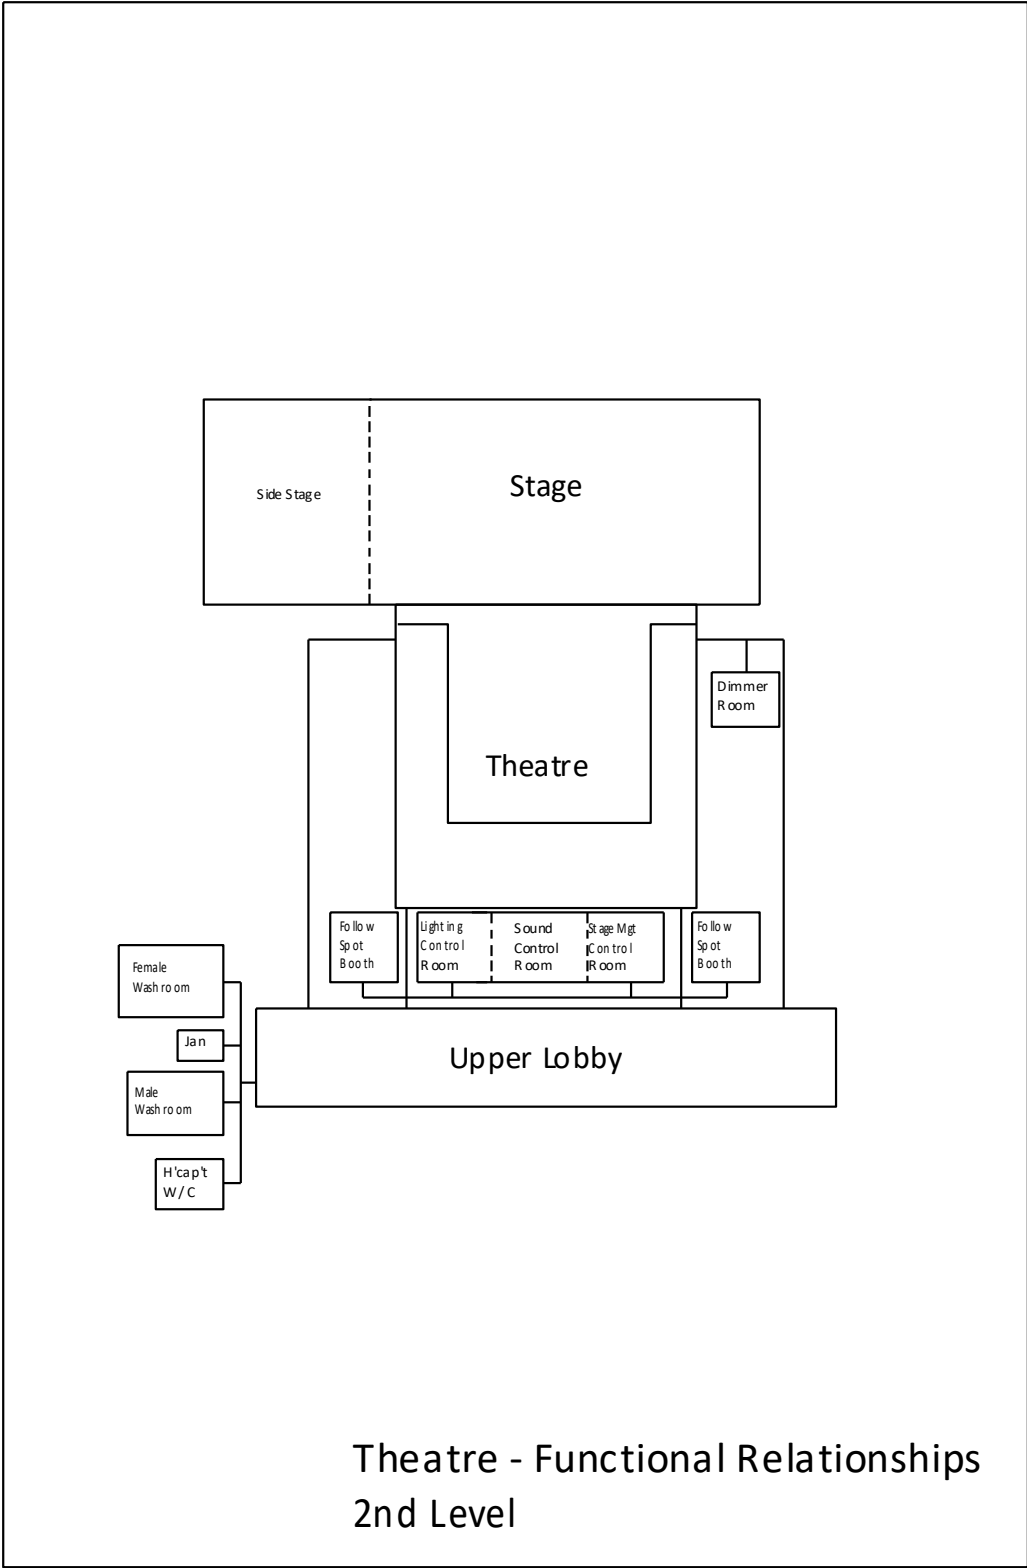 Side Stage
Stage
Dimmer
Room
Theatre
Follow
Spot
Booth
Lighting
Control
Room
Sound
Control
Room
Stage Mgt
Control
Room
Follow
Spot
Booth
Female
Washroom
Jan
Male
Washroom
H'cap't
W/C
Upper Lobby
Theatre - Functional Relationships
2nd Level